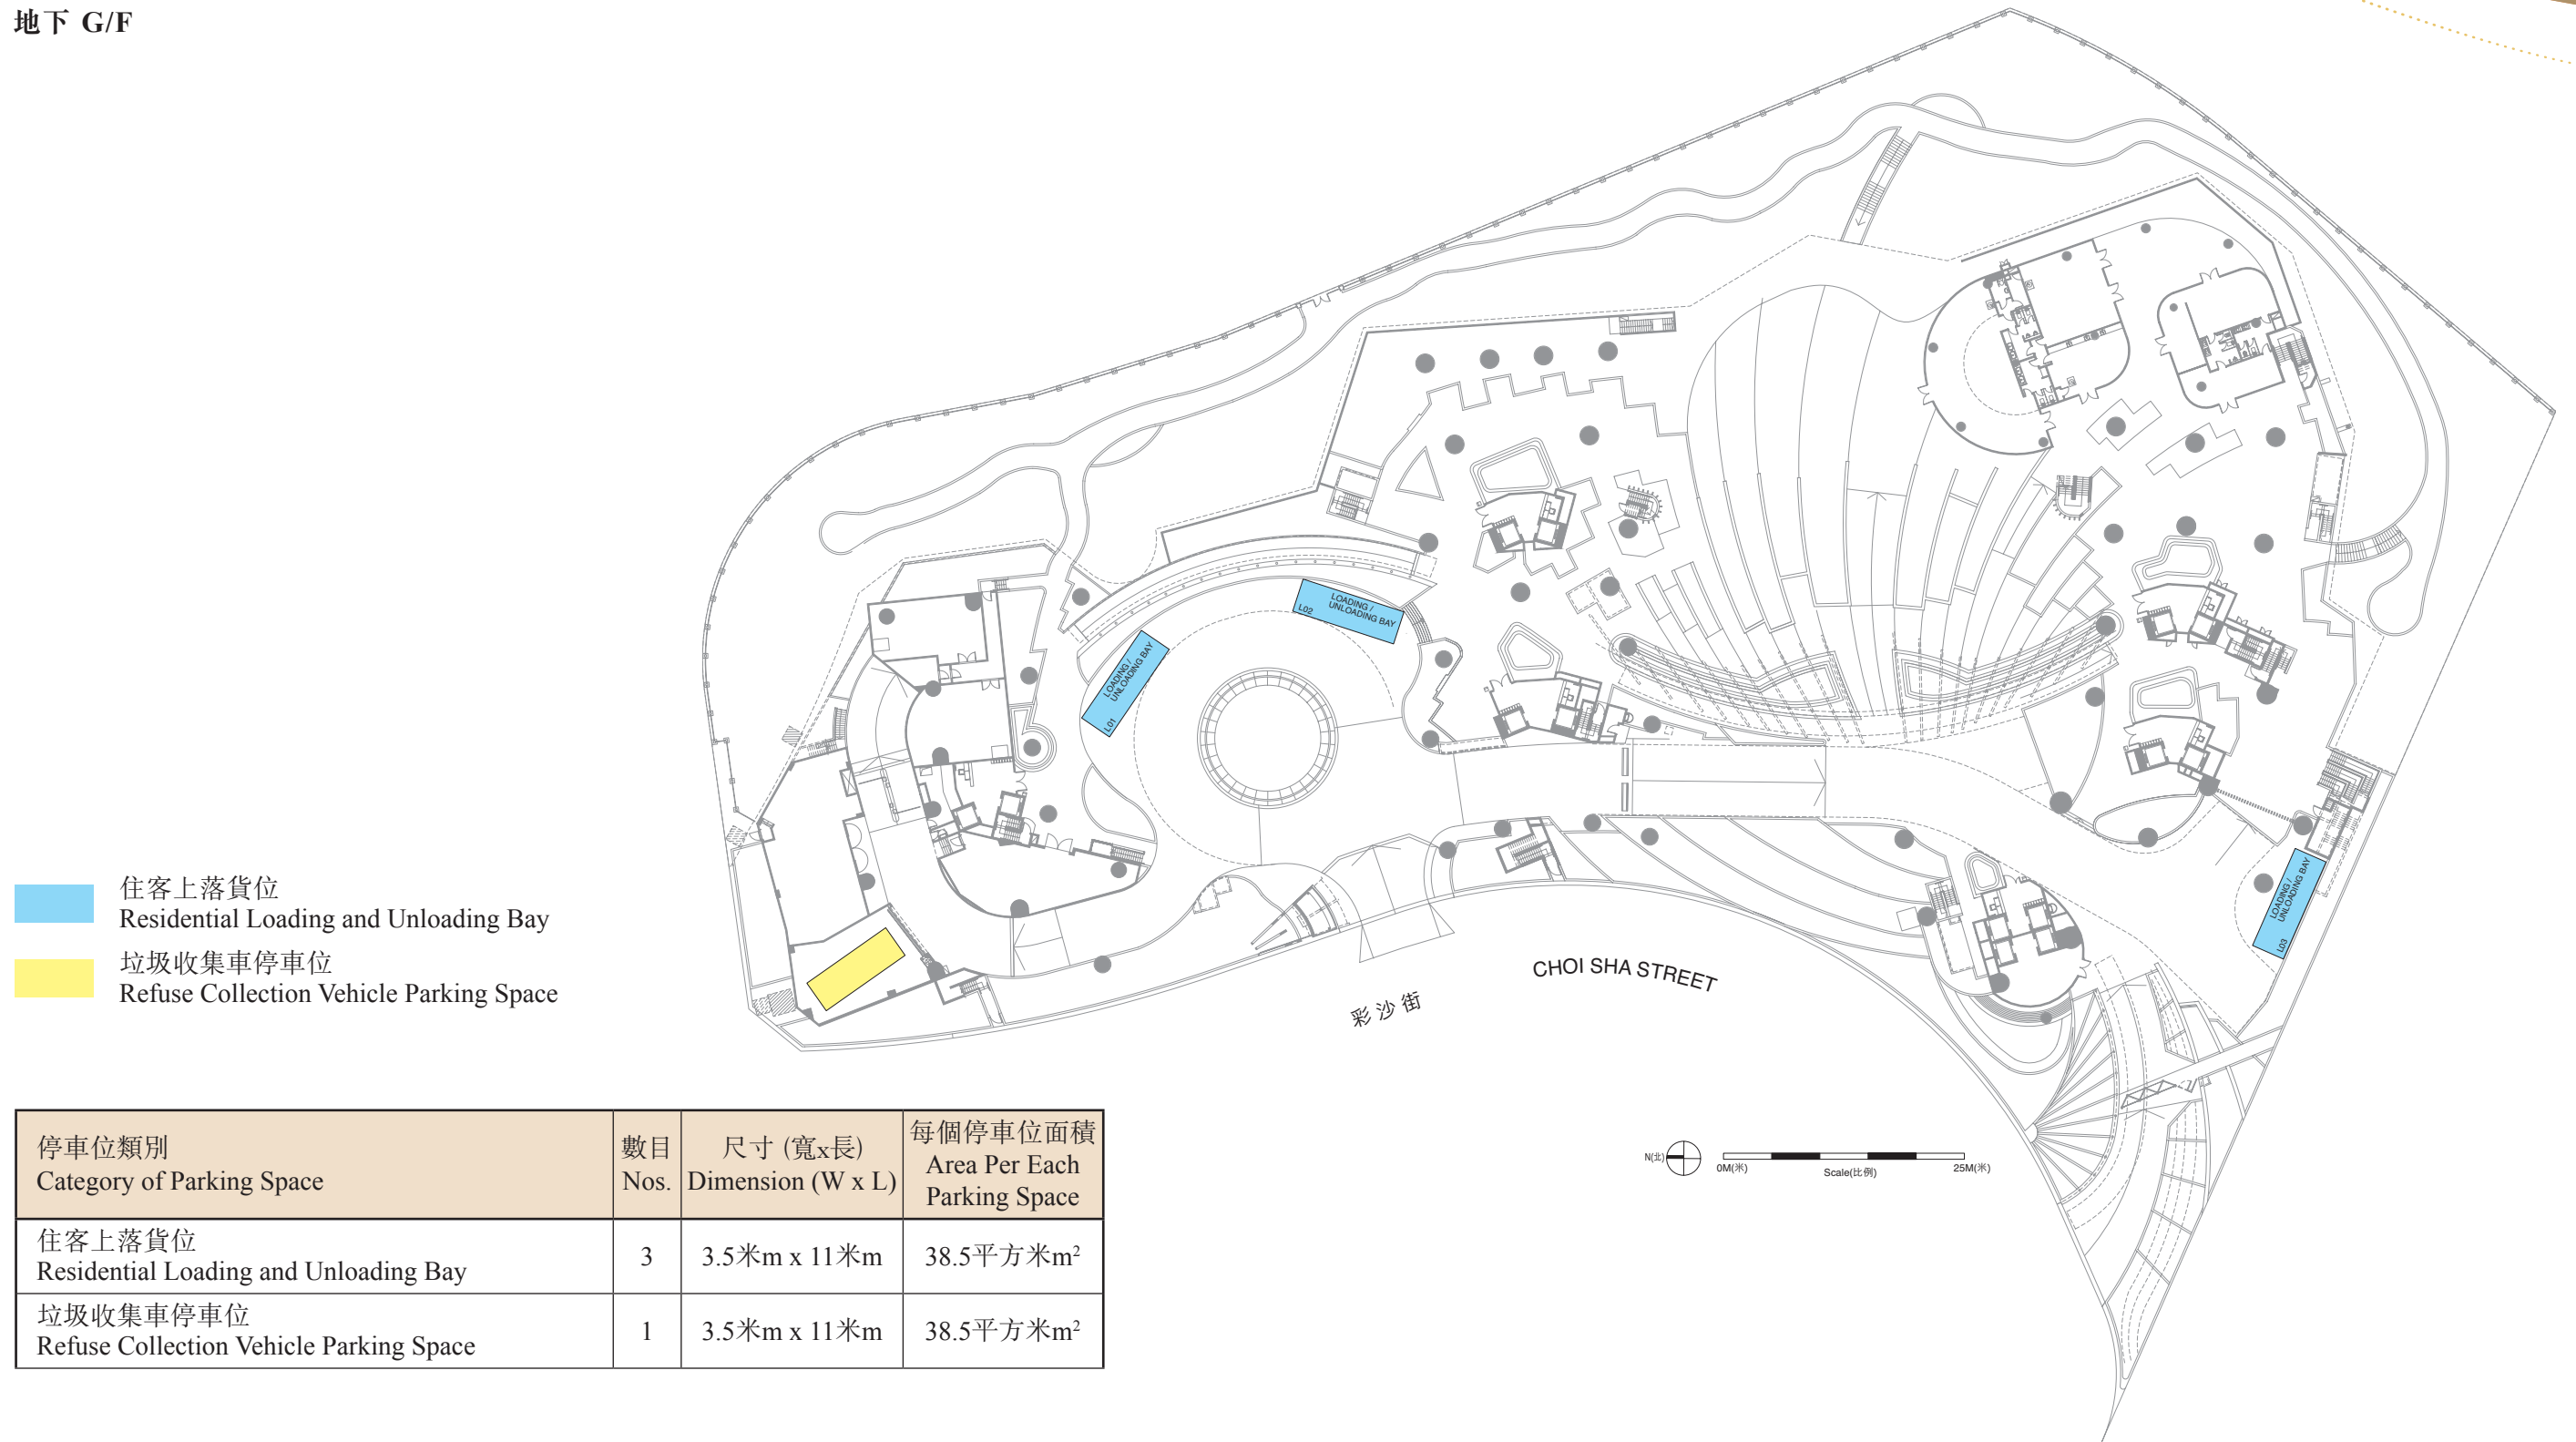 地下 G/F
LOADING /
UNLOADING BAY
L02
LOADING /
UNLOADING BAY
L01
LOADING /
UNLOADING BAY
L03
住客上落貨位
Residential Loading and Unloading Bay
垃圾收集車停車位
Refuse Collection Vehicle Parking Space
CHOI SHA STREET
彩沙街
N(北)
0M(米)
Scale(比例)
25M(米)
停車位類別
Category of Parking Space
數目
Nos.
尺寸 (寬x長)
Dimension (W x L)
每個停車位面積
Area Per Each
Parking Space
住客上落貨位
Residential Loading and Unloading Bay
3
3.5米m x 11米m
38.5平方米m²
垃圾收集車停車位
Refuse Collection Vehicle Parking Space
1
3.5米m x 11米m
38.5平方米m²